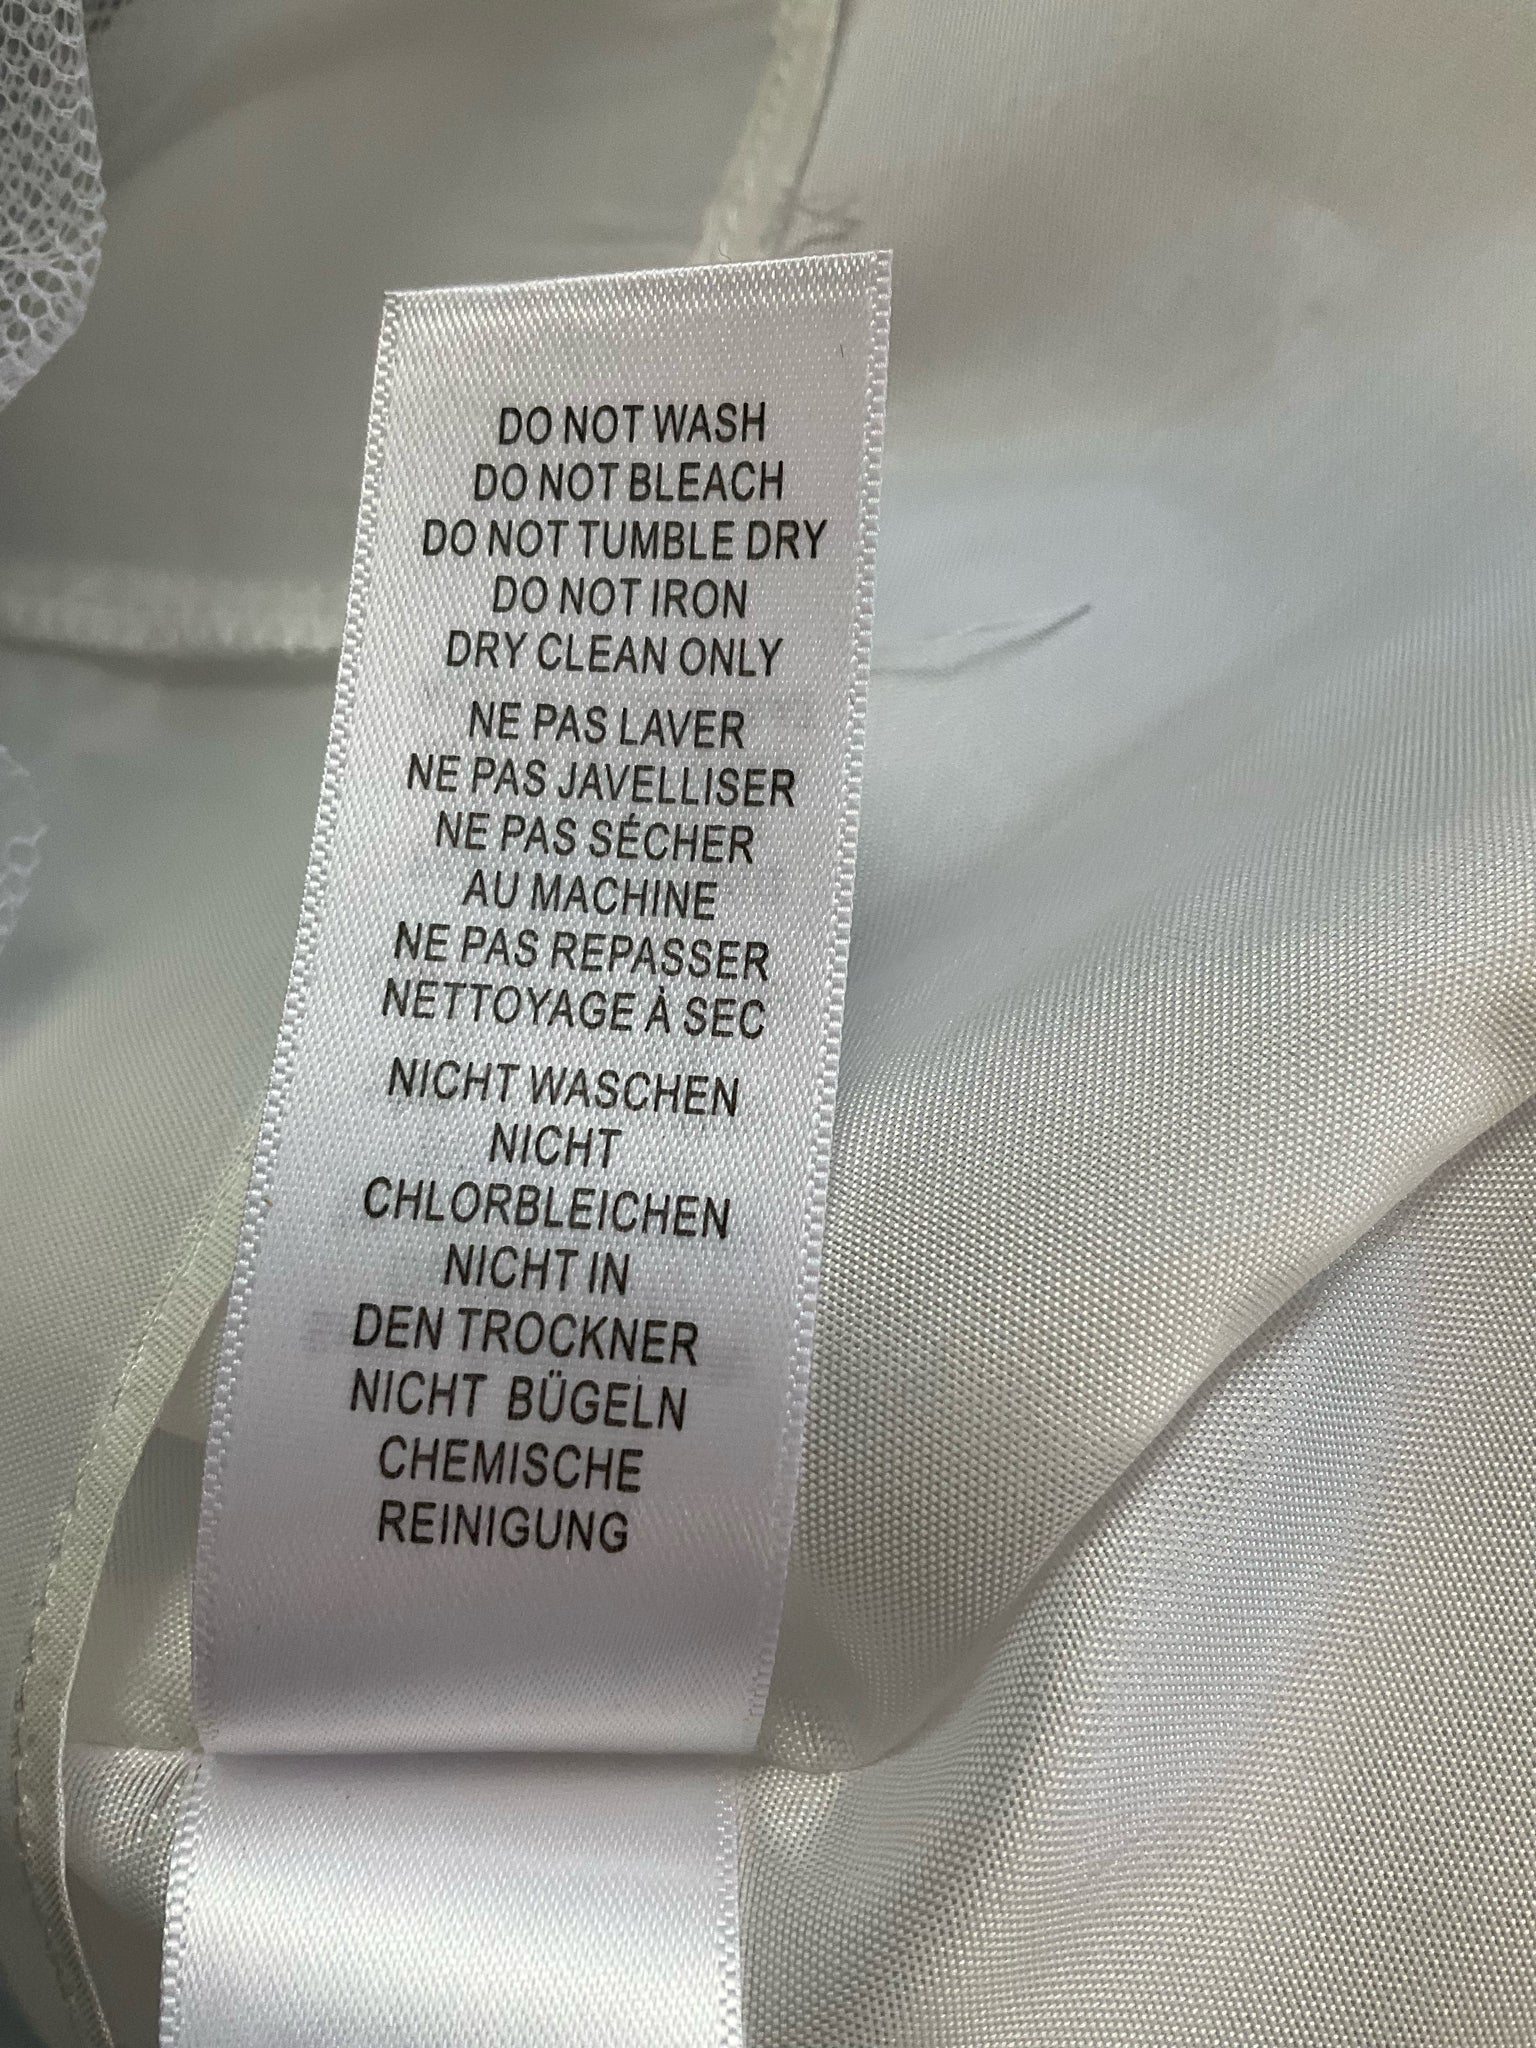 DO NOT WASH
DO NOT BLEACH
DO NOT TUMBLE DRY
DO NOT IRON
DRY CLEAN ONLY
NE PAS LAVER
NE PAS JAVELLISER
NE PAS SÉCHER
AU MACHINE
NE PAS REPASSER
NETTOYAGE À SEC
NICHT WASCHEN
NICHT
CHLORBLEICHEN
NICHT IN
DEN TROCKNER
NICHT BÜGELN
CHEMISCHE
REINIGUNG